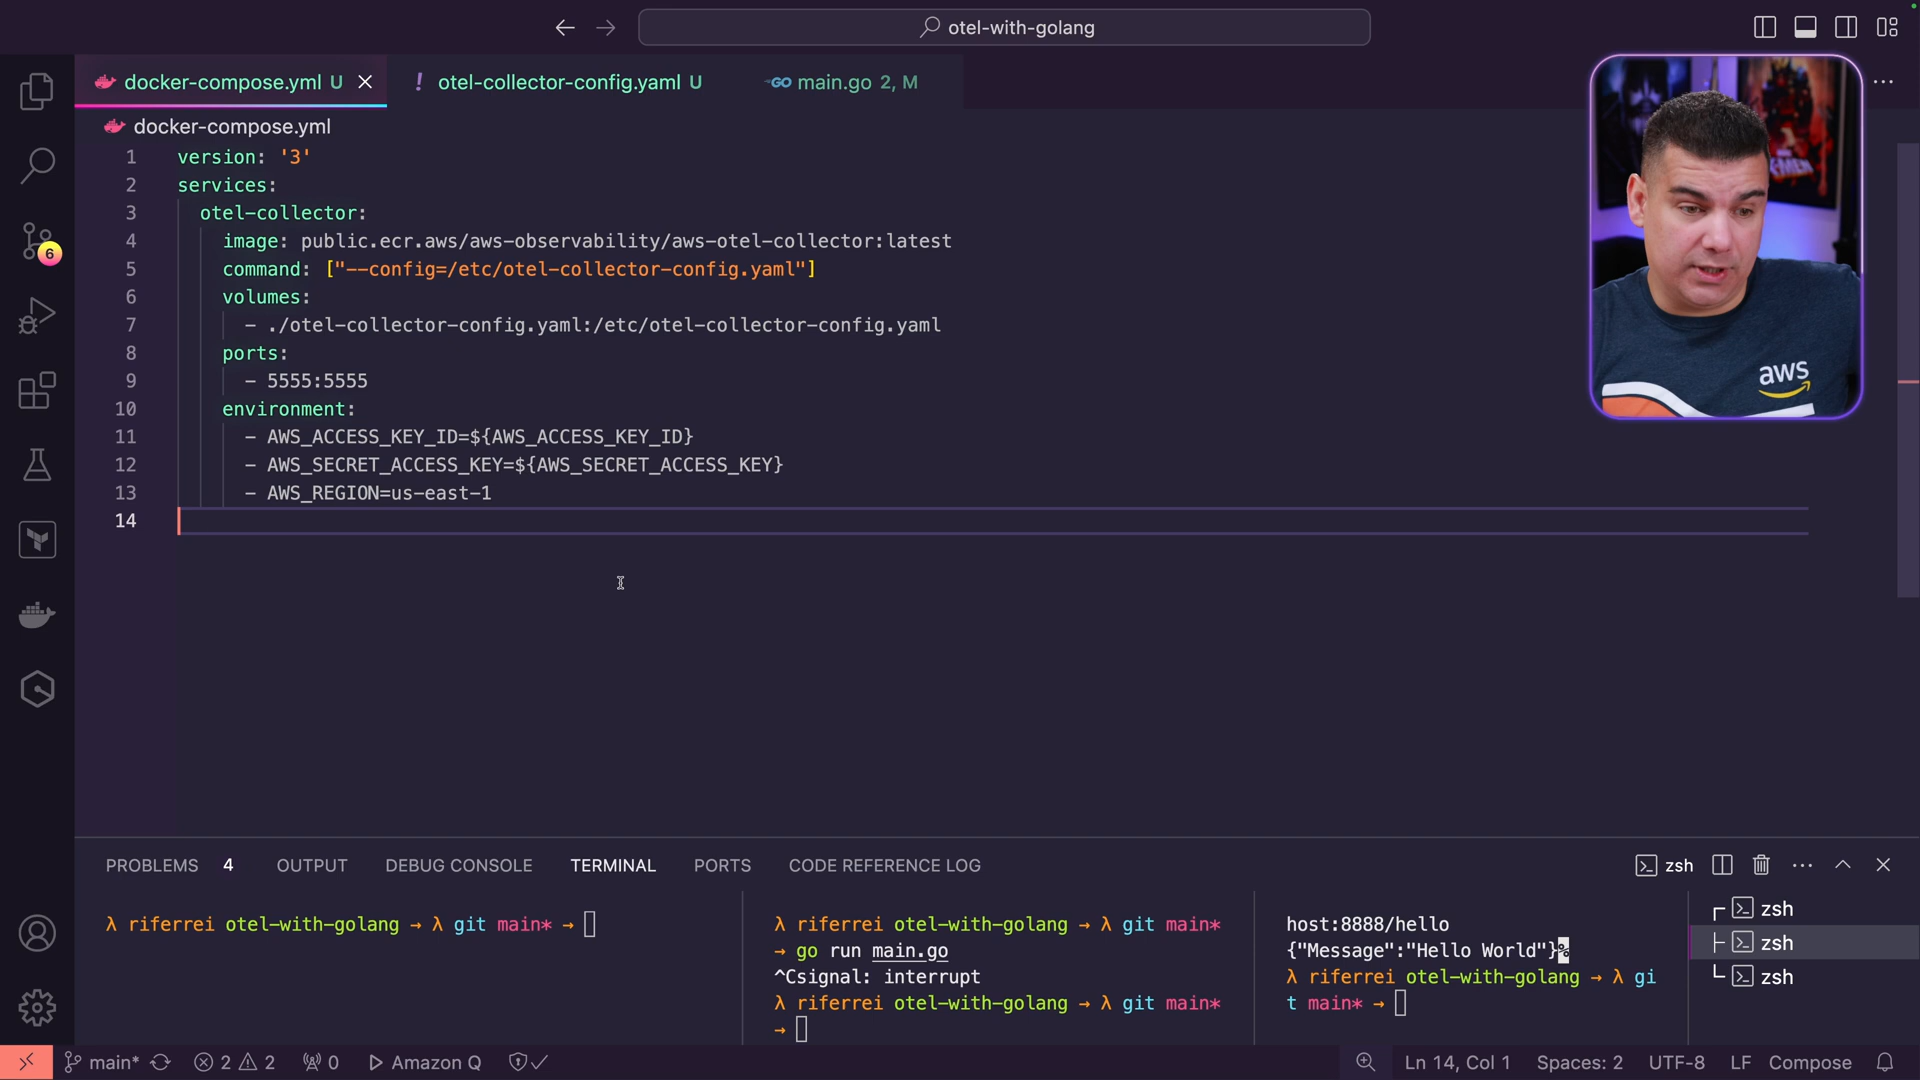 otel-with-golang
docker-compose.yml U
! otel-collector-config.yaml U
GO main.go 2, M
docker-compose.yml
1 version: '3'
2 services:
3 otel-collector:
4 image: public.ecr.aws/aws-observability/aws-otel-collector:latest
5 command: ["--config=/etc/otel-collector-config.yaml"]
6 volumes:
7 - ./otel-collector-config.yaml:/etc/otel-collector-config.yaml
8 ports:
9 - 5555:5555
10 environment:
11 - AWS_ACCESS_KEY_ID=${AWS_ACCESS_KEY_ID}
12 - AWS_SECRET_ACCESS_KEY=${AWS_SECRET_ACCESS_KEY}
13 - AWS_REGION=us-east-1
14
6
aws
PROBLEMS 4 OUTPUT DEBUG CONSOLE TERMINAL PORTS CODE REFERENCE LOG
zsh
λ riferrei otel-with-golang → λ git main* →
λ riferrei otel-with-golang → λ git main*
→ go run main.go
^Csignal: interrupt
λ riferrei otel-with-golang → λ git main*
→
host:8888/hello
{"Message":"Hello World"}%
λ riferrei otel-with-golang → λ gi
t main* →
zsh
zsh
zsh
main* 2 2 0 Amazon Q
Ln 14, Col 1 Spaces: 2 UTF-8 LF Compose